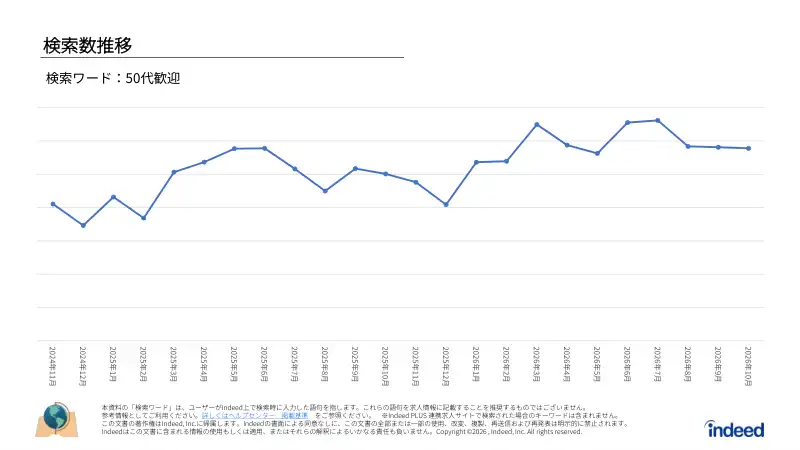 検索数推移
検索ワード：50代歓迎
2024年11月
2024年12月
2025年1月
2025年2月
2025年3月
2025年4月
2025年5月
2025年6月
2025年7月
2025年8月
2025年9月
2025年10月
2025年11月
2025年12月
2026年1月
2026年2月
2026年3月
2026年4月
2026年5月
2026年6月
2026年7月
2026年8月
2026年9月
2026年10月
本資料の「検索ワード」は、ユーザーがIndeed上で検索時に入力した語句を指します。これらの語句を求人情報に記載することを推奨するものではございません。
参考情報としてご利用ください。詳しくはヘルプセンター　掲載基準　をご参照ください。　※Indeed PLUS 連携求人サイトで検索された場合のキーワードは含まれません。
この文書の著作権はIndeed, Inc.に帰属します。Indeedの書面による同意なしに、この文書の全部または一部の使用、改変、複製、再送信および再発表は明示的に禁止されます。
Indeedはこの文書に含まれる情報の使用もしくは適用、またはそれらの解釈によるいかなる責任も負いません。Copyright ©2026 , Indeed, Inc. All rights reserved.
indeed